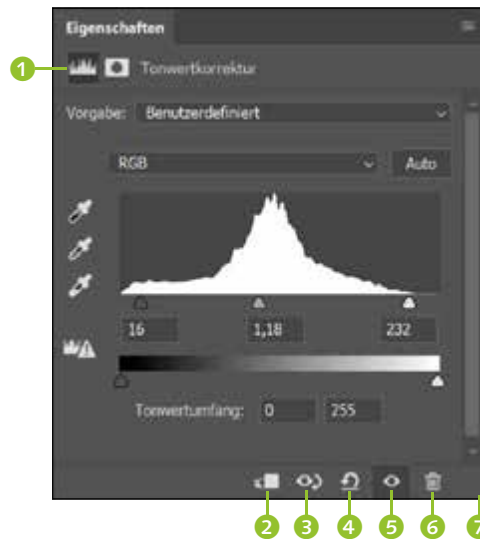 Eigenschaften
1 Tonwertkorrektur
Vorgabe: Benutzerdefiniert
RGB Auto
16 1,18 232
Tonwertumfang: 0 255
2 3 4 5 6 7